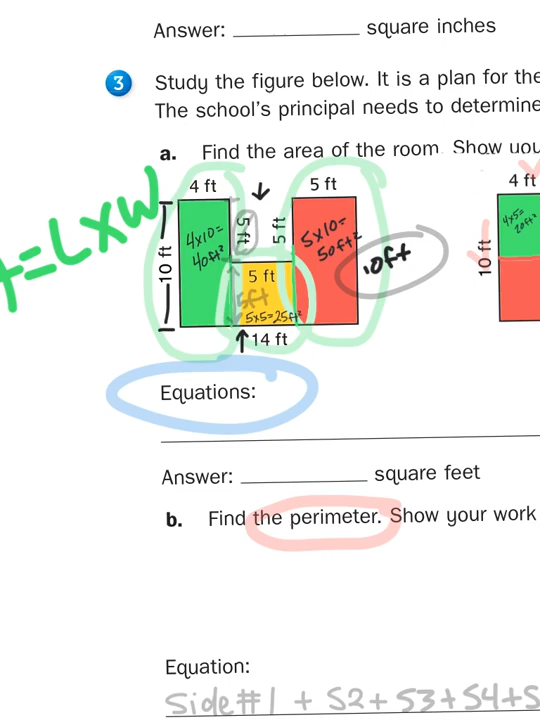 Answer: ____________ square inches
3 Study the figure below. It is a plan for the
The school's principal needs to determine
a. Find the area of the room. Show you
4 ft
5 ft
4 ft
=LXW
10 ft
4x10=
40ft²
5 ft
5 ft
5x10=
50ft²
.0ft
4x5=
20ft²
10 ft
5 ft
5ft
5x5=25ft²
14 ft
Equations:
Answer: ____________ square feet
b. Find the perimeter. Show your work
Equation:
Side#1 + S2+S3+S4+S